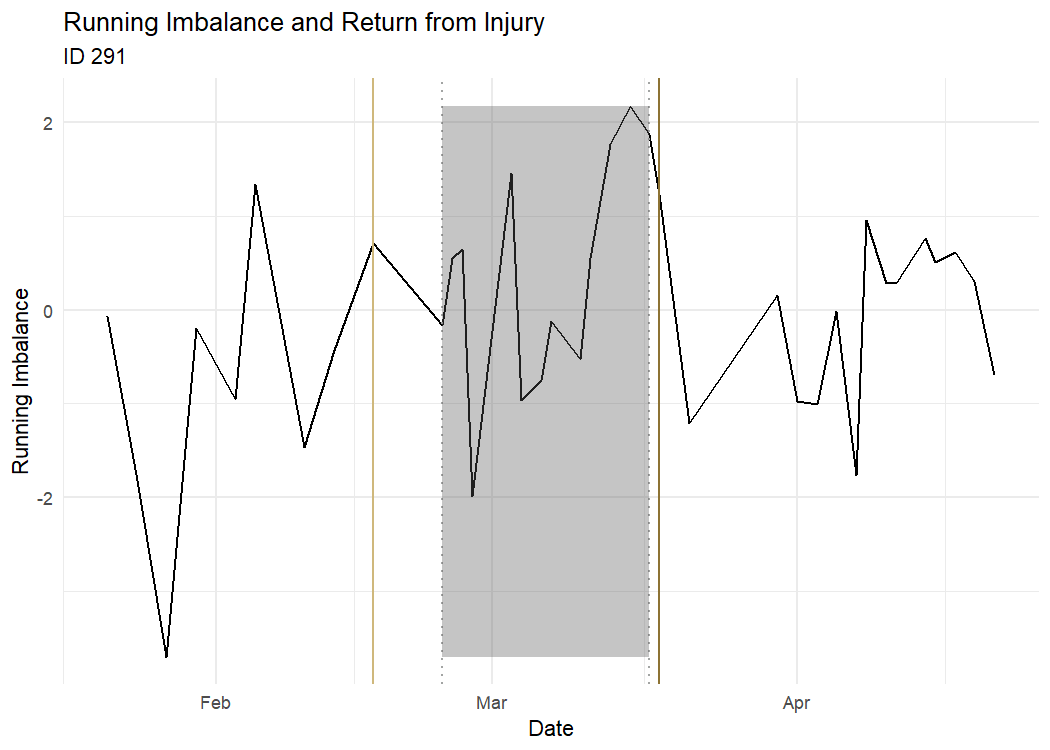 Running Imbalance and Return from Injury
ID 291
Running Imbalance
2
0
-2
Feb
Mar
Apr
Date